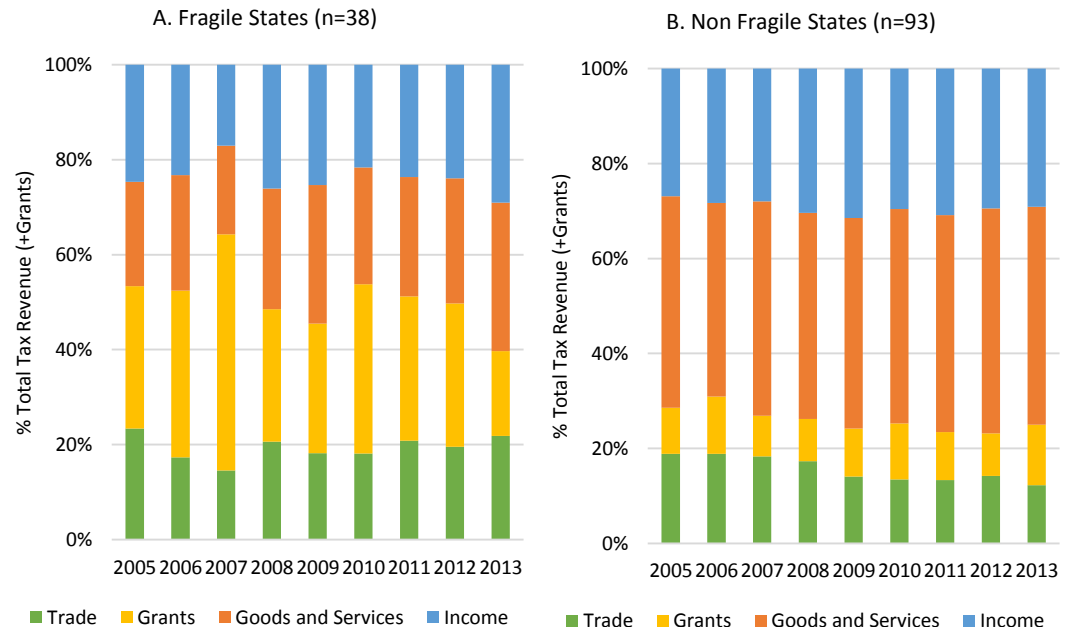 A. Fragile States (n=38)
% Total Tax Revenue (+Grants)
100%
80%
60%
40%
20%
0%
2005 2006 2007 2008 2009 2010 2011 2012 2013
Trade Grants Goods and Services Income
B. Non Fragile States (n=93)
% Total Tax Revenue (+Grants)
100%
80%
60%
40%
20%
0%
2005 2006 2007 2008 2009 2010 2011 2012 2013
Trade Grants Goods and Services Income